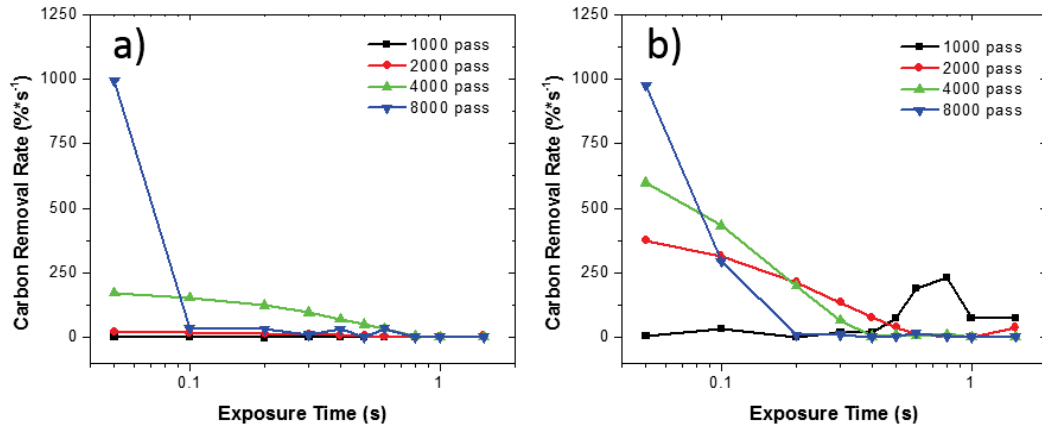 a)
1250
1000
750
500
250
0
Carbon Removal Rate (%*s⁻¹)
1000 pass
2000 pass
4000 pass
8000 pass
0.1
1
Exposure Time (s)
b)
1250
1000
750
500
250
0
Carbon Removal Rate (%*s⁻¹)
1000 pass
2000 pass
4000 pass
8000 pass
0.1
1
Exposure Time (s)